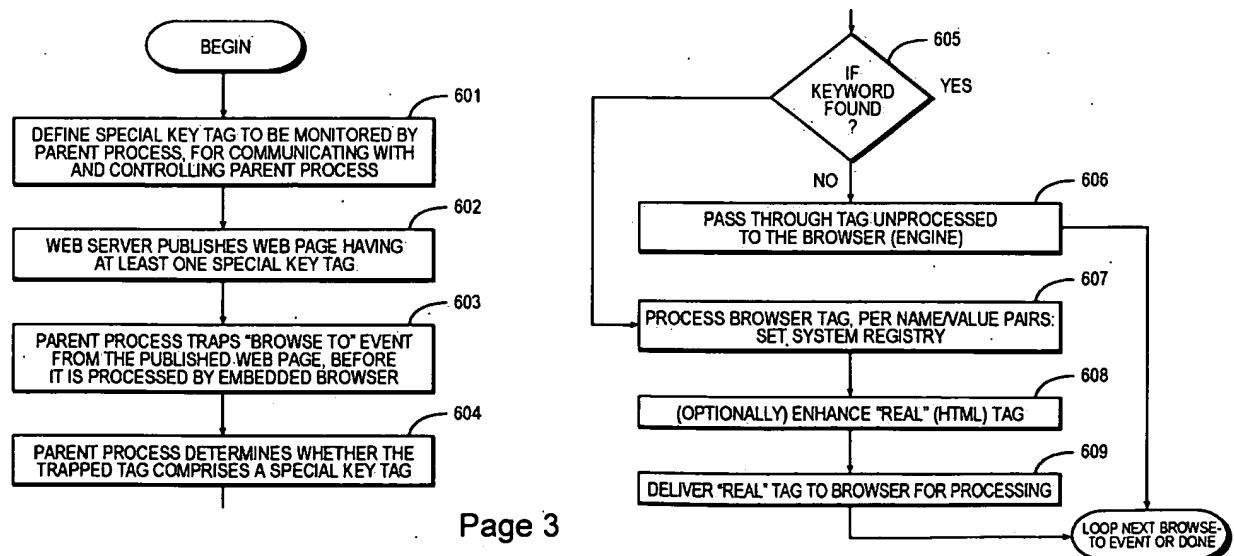 BEGIN
601
DEFINE SPECIAL KEY TAG TO BE MONITORED BY
PARENT PROCESS, FOR COMMUNICATING WITH
AND CONTROLLING PARENT PROCESS
602
WEB SERVER PUBLISHES WEB PAGE HAVING
AT LEAST ONE SPECIAL KEY TAG
603
PARENT PROCESS TRAPS "BROWSE TO" EVENT
FROM THE PUBLISHED WEB PAGE, BEFORE
IT IS PROCESSED BY EMBEDDED BROWSER
604
PARENT PROCESS DETERMINES WHETHER THE
TRAPPED TAG COMPRISES A SPECIAL KEY TAG
605
IF
KEYWORD
FOUND
?
YES
NO
606
PASS THROUGH TAG UNPROCESSED
TO THE BROWSER (ENGINE)
607
PROCESS BROWSER TAG, PER NAME/VALUE PAIRS:
SET SYSTEM REGISTRY
608
(OPTIONALLY) ENHANCE "REAL" (HTML) TAG
609
DELIVER "REAL" TAG TO BROWSER FOR PROCESSING
LOOP NEXT BROWSE-
TO EVENT OR DONE
Page 3